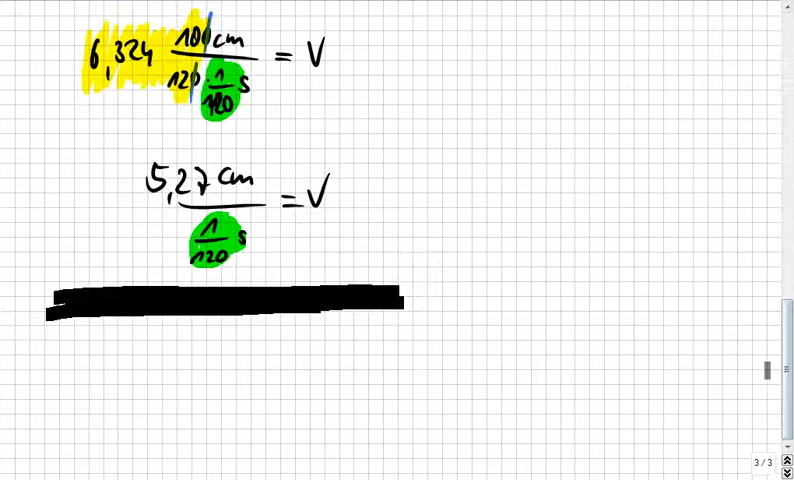 6,324 100 cm / 120 · 1/120 s = V
5,27 cm / 1/120 s = V
3 / 3